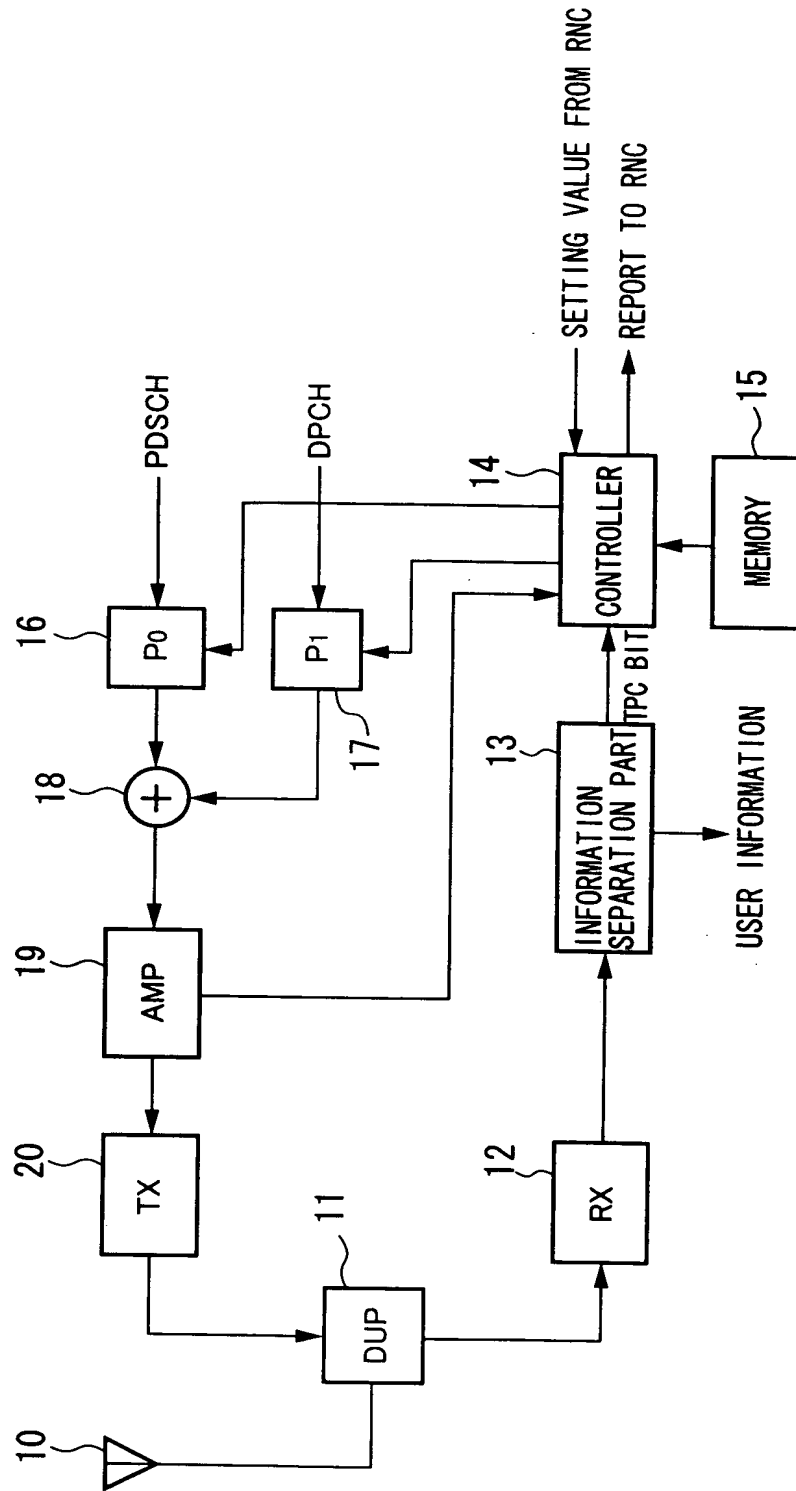 10
11
DUP
20
TX
19
AMP
18
+
16
P0
PDSCH
17
P1
DPCH
12
RX
13
INFORMATION
SEPARATION PART
TPC BIT
USER INFORMATION
14
CONTROLLER
SETTING VALUE FROM RNC
REPORT TO RNC
15
MEMORY